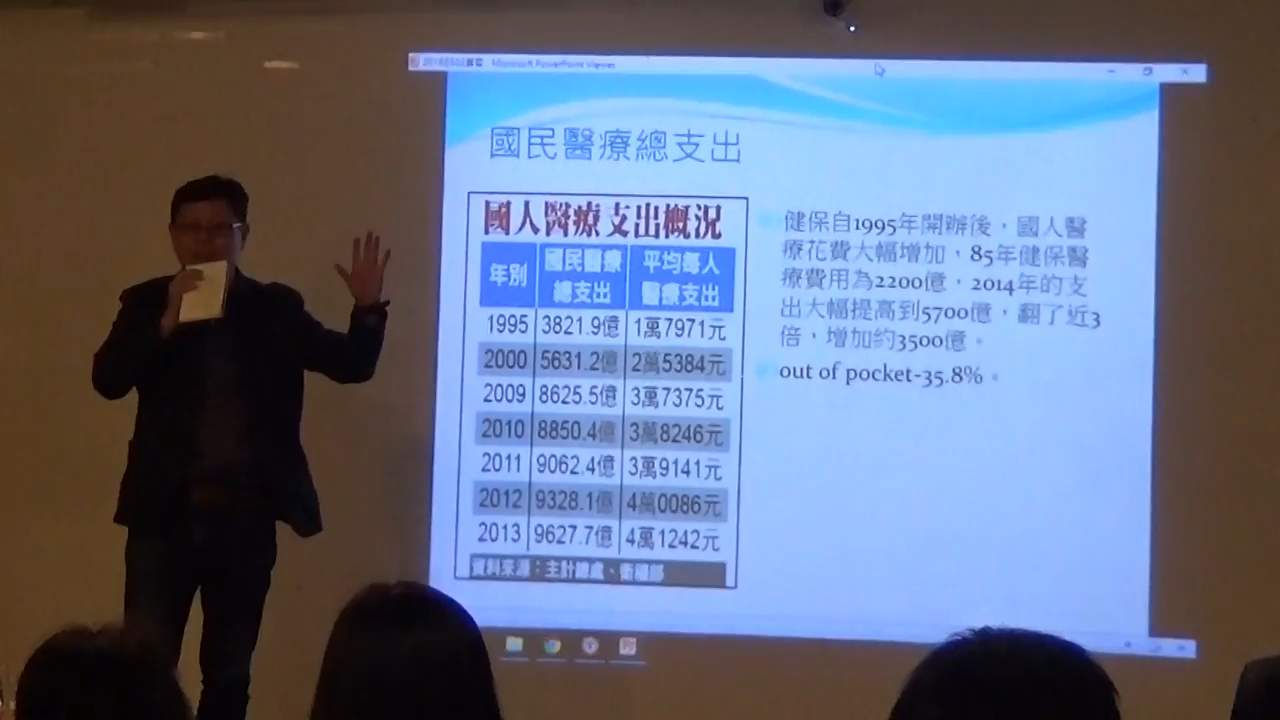 Microsoft PowerPoint Viewer
國民醫療總支出
國人醫療支出概況
年別 國民醫療總支出 平均每人醫療支出
1995 3821.9億 1萬7971元
2000 5631.2億 2萬5384元
2009 8625.5億 3萬7375元
2010 8850.4億 3萬8246元
2011 9062.4億 3萬9141元
2012 9328.1億 4萬0086元
2013 9627.7億 4萬1242元
資料來源：主計總處、衛福部
健保自1995年開辦後，國人醫
療花費大幅增加，85年健保醫
療費用為2200億，2014年的支
出大幅提高到5700億，翻了近3
倍，增加約3500億。
out of pocket-35.8%。